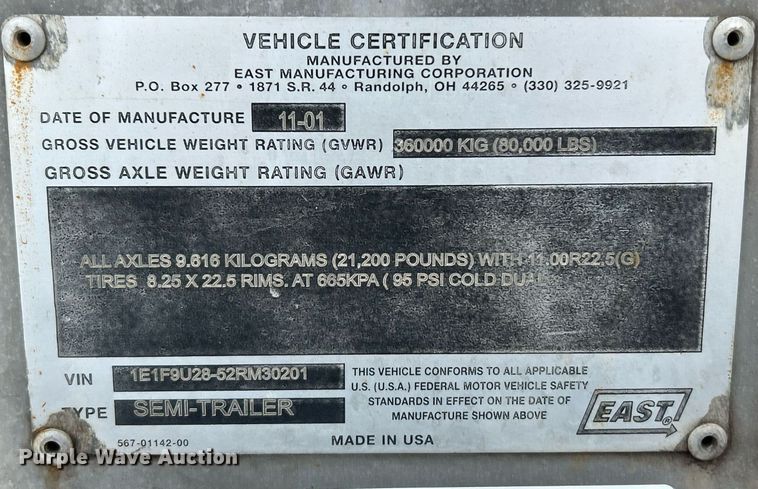 VEHICLE CERTIFICATION
MANUFACTURED BY
EAST MANUFACTURING CORPORATION
P.O. Box 277 • 1871 S.R. 44 • Randolph, OH 44265 • (330) 325-9921
DATE OF MANUFACTURE 11-01
GROSS VEHICLE WEIGHT RATING (GVWR) 360000 KIG (80,000 LBS)
GROSS AXLE WEIGHT RATING (GAWR)
ALL AXLES 9.616 KILOGRAMS (21,200 POUNDS) WITH 11.00R22.5(G)
TIRES 8.25 X 22.5 RIMS. AT 665KPA ( 95 PSI COLD DUAL
VIN 1E1F9U28-52RM30201
TYPE SEMI-TRAILER
THIS VEHICLE CONFORMS TO ALL APPLICABLE
U.S. (U.S.A.) FEDERAL MOTOR VEHICLE SAFETY
STANDARDS IN EFFECT ON THE DATE OF
MANUFACTURE SHOWN ABOVE
EAST®
567-01142-00
MADE IN USA
Purple Wave Auction